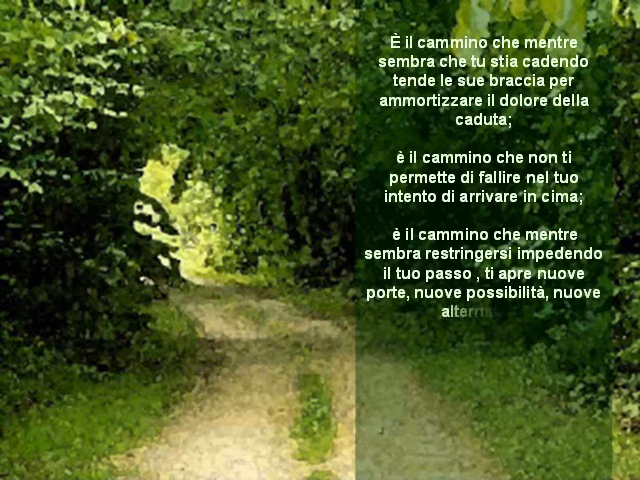 È il cammino che mentre
sembra che tu stia cadendo
tende le sue braccia per
ammortizzare il dolore della
caduta;
è il cammino che non ti
permette di fallire nel tuo
intento di arrivare in cima;
è il cammino che mentre
sembra restringersi impedendo
il tuo passo , ti apre nuove
porte, nuove possibilità, nuove